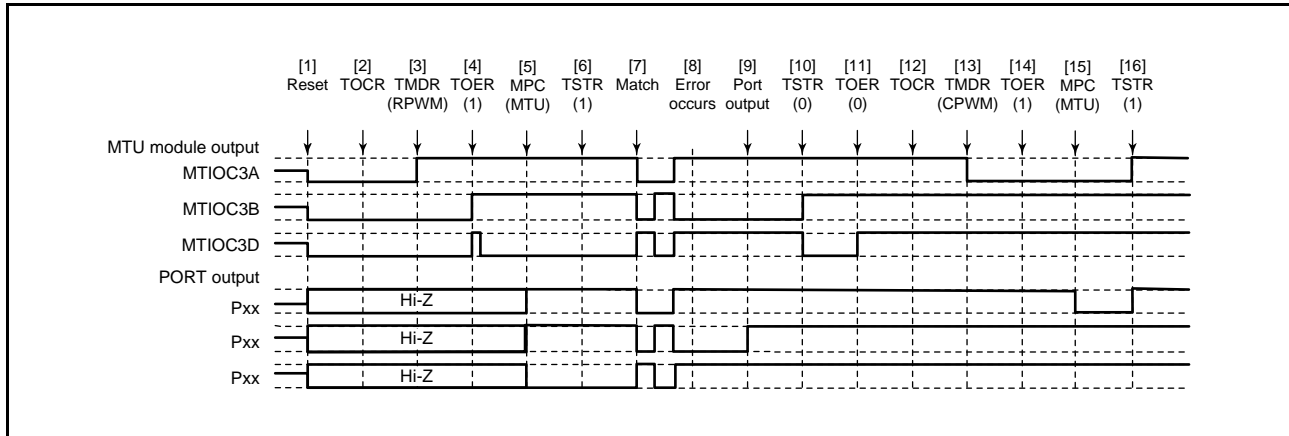 [1] [2] [3] [4] [5] [6] [7] [8] [9] [10] [11] [12] [13] [14] [15] [16]
Reset TOCR TMDR TOER MPC TSTR Match Error Port TSTR TOER TOCR TMDR TOER MPC TSTR
(RPWM) (1) (MTU) (1) occurs output (0) (0) (CPWM) (1) (MTU) (1)
MTU module output
MTIOC3A
MTIOC3B
MTIOC3D
PORT output
Pxx Hi-Z
Pxx Hi-Z
Pxx Hi-Z